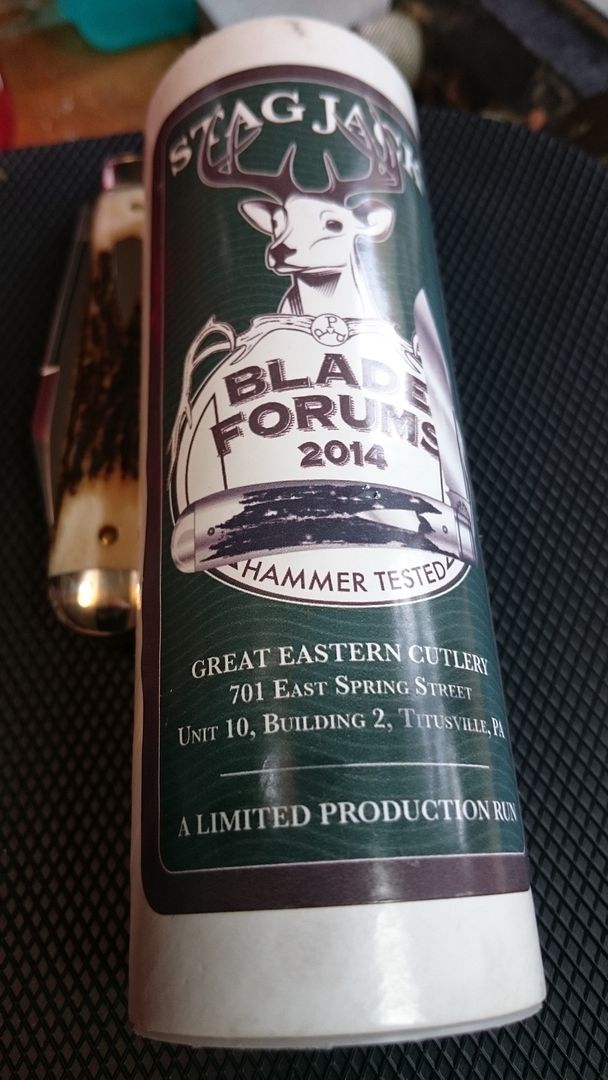 STAG JACK
BLADE
FORUMS
2014
HAMMER TESTED
GREAT EASTERN CUTLERY
701 EAST SPRING STREET
UNIT 10, BUILDING 2, TITUSVILLE, PA
A LIMITED PRODUCTION RUN